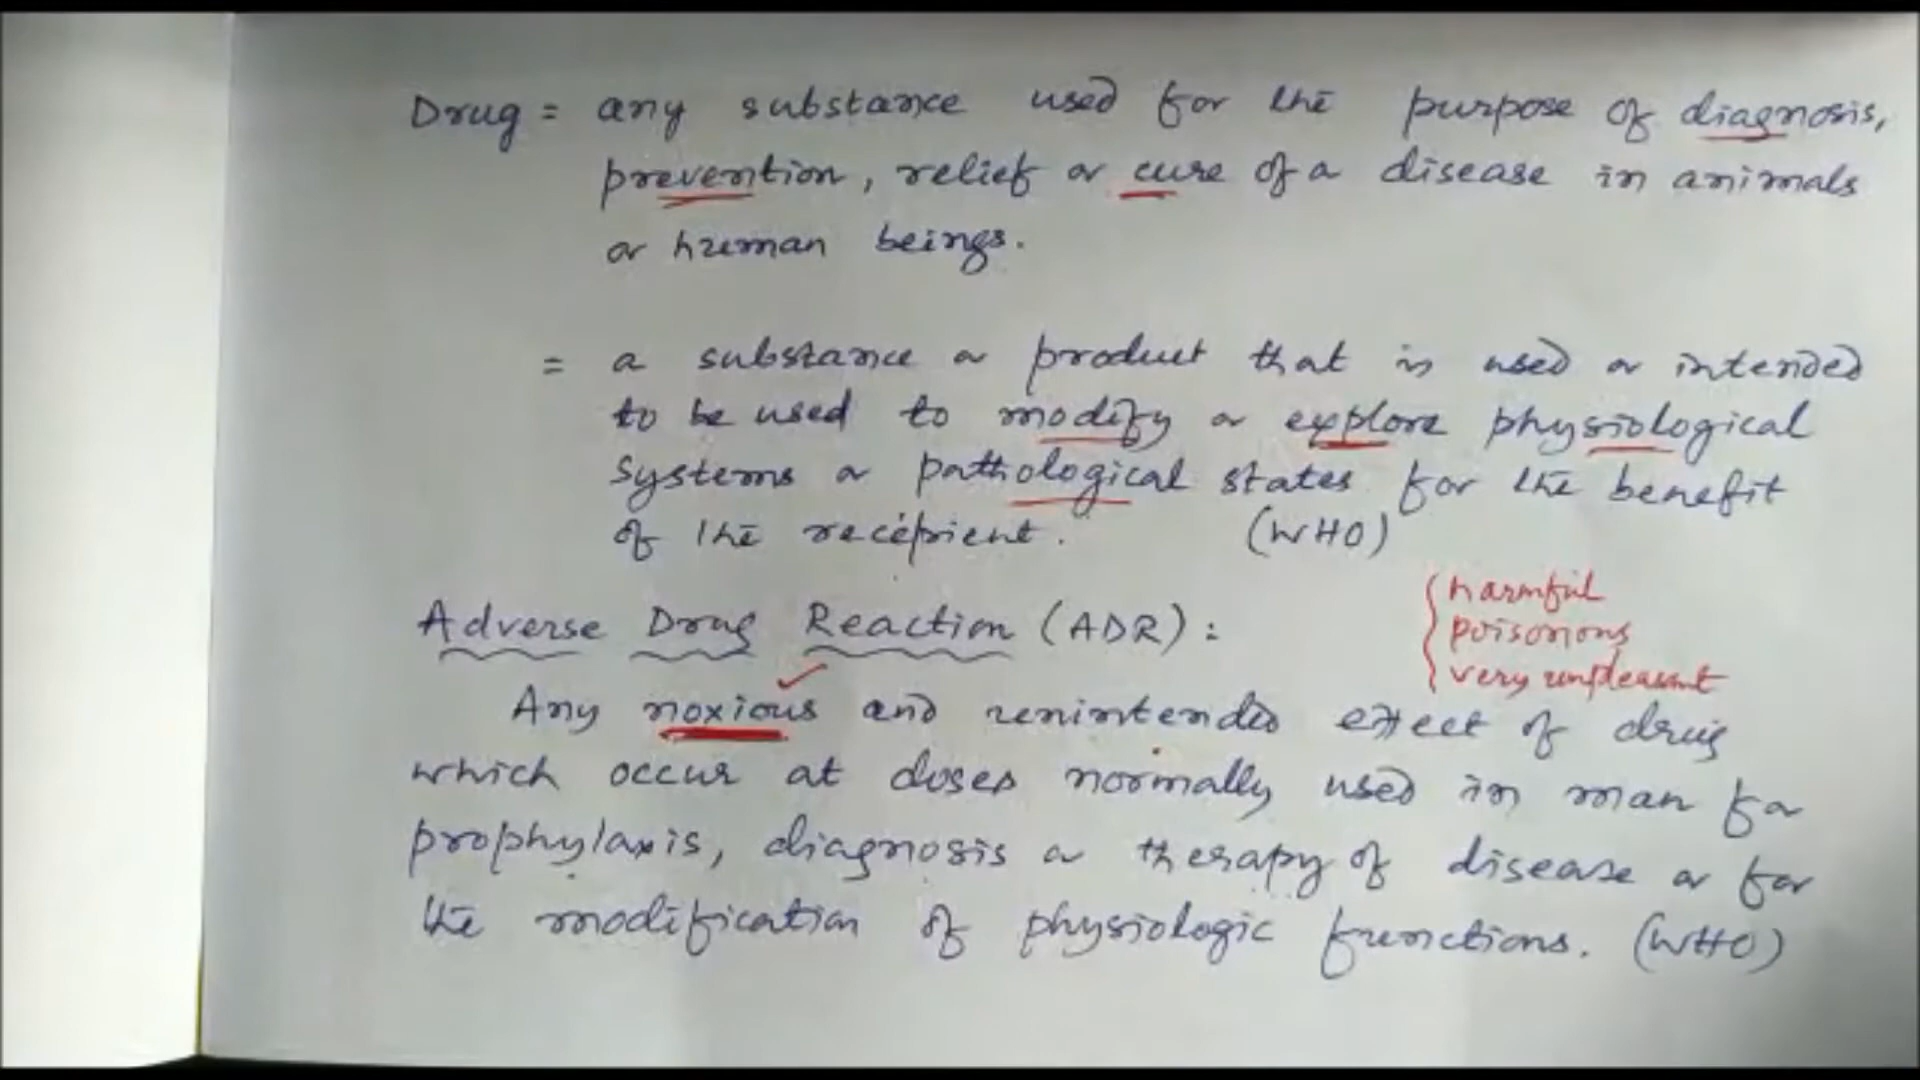 Drug = any substance used for the purpose of diagnosis,
prevention, relief or cure of a disease in animals
or human beings.
= a substance or product that is used or intended
to be used to modify or explore physiological
systems or pathological states for the benefit
of the recipient. (WHO)
Adverse Drug Reaction (ADR) :
{ harmful
poisonous
very unpleasant
Any noxious and unintended effect of drug
which occur at doses normally used in man for
prophylaxis, diagnosis or therapy of disease or for
the modification of physiologic functions. (WHO)